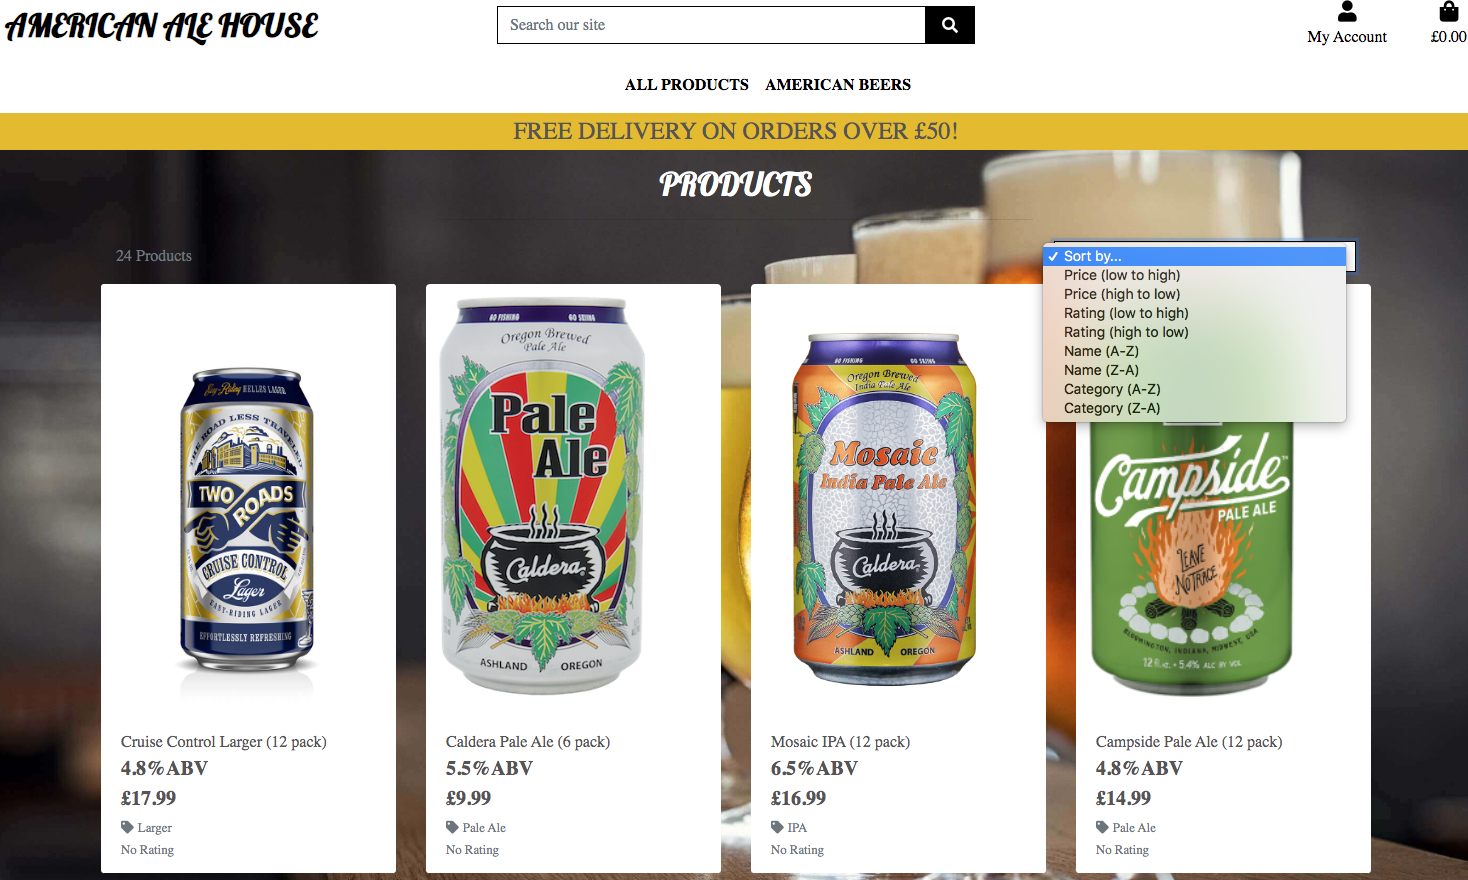 AMERICAN ALE HOUSE
Search our site
My Account
£0.00
ALL PRODUCTS AMERICAN BEERS
FREE DELIVERY ON ORDERS OVER £50!
PRODUCTS
24 Products
✓ Sort by...
Price (low to high)
Price (high to low)
Rating (low to high)
Rating (high to low)
Name (A-Z)
Name (Z-A)
Category (A-Z)
Category (Z-A)
Easy-Riding HELLES LAGER
THE ROAD LESS TRAVELED
TWO ROADS
CRUISE CONTROL
Lager
EASY-RIDING LAGER
EFFORTLESSLY REFRESHING
GO FISHING GO SKIING
Oregon Brewed
Pale Ale
Pale
Ale
Caldera
ASHLAND OREGON
GO FISHING GO SKIING
Oregon Brewed
India Pale Ale
Mosaic
India Pale Ale
Caldera
ASHLAND OREGON
Campside™
PALE ALE
LEAVE
NO TRACE
BLOOMINGTON, INDIANA, MIDWEST, USA
12 fl. oz. • 5.4% ALC BY VOL
Cruise Control Larger (12 pack)
4.8%ABV
£17.99
Larger
No Rating
Caldera Pale Ale (6 pack)
5.5%ABV
£9.99
Pale Ale
No Rating
Mosaic IPA (12 pack)
6.5%ABV
£16.99
IPA
No Rating
Campside Pale Ale (12 pack)
4.8%ABV
£14.99
Pale Ale
No Rating